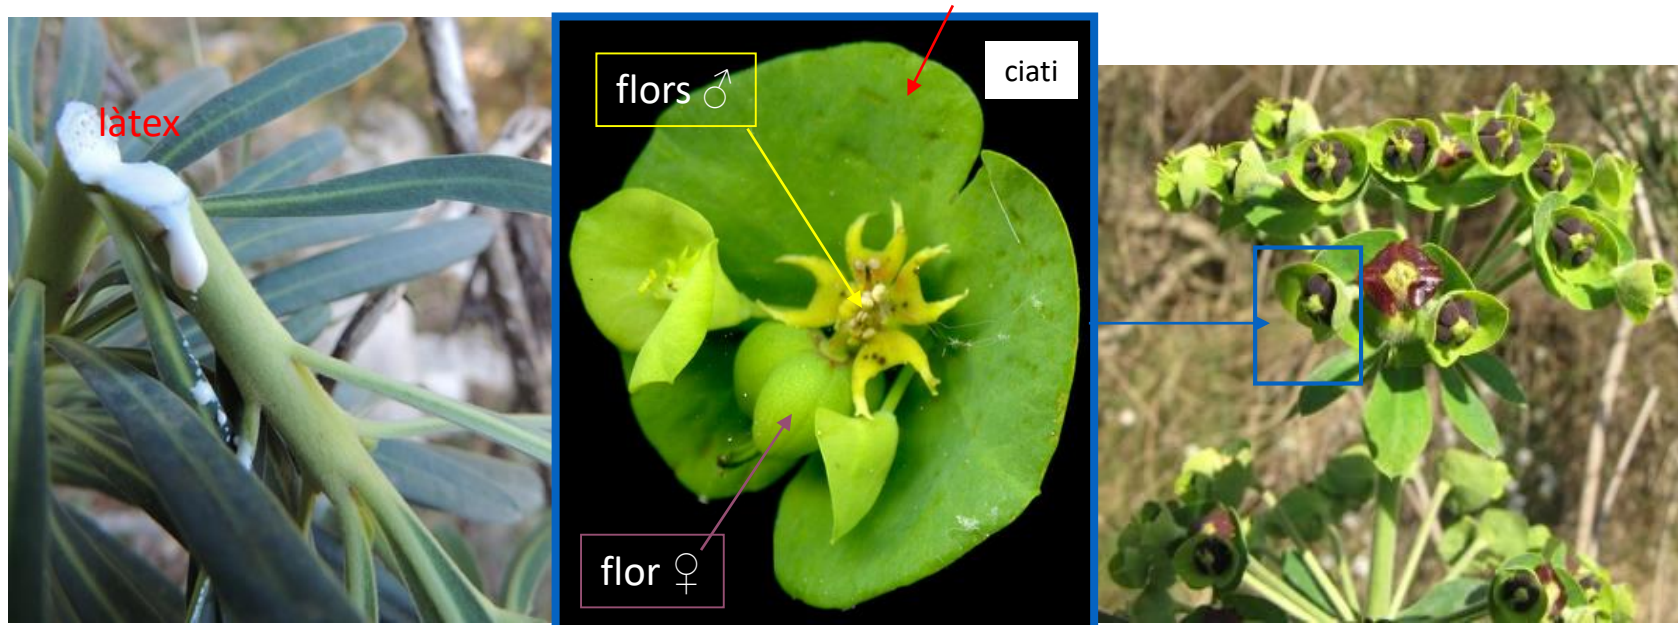 làtex
flors ♂
ciati
flor ♀